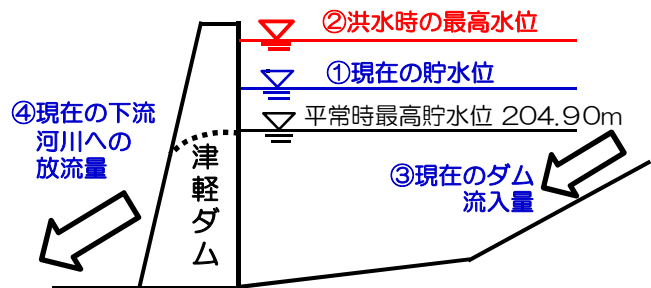 ②洪水時の最高水位
①現在の貯水位
平常時最高貯水位 204.90m
④現在の下流
河川への
放流量
津軽ダム
③現在のダム
流入量